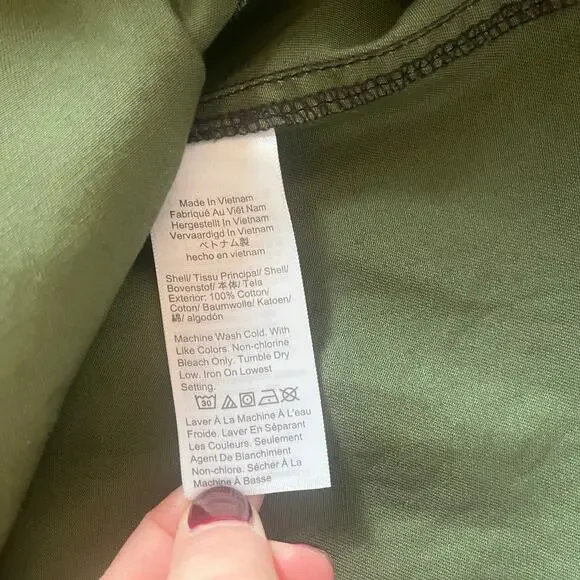 Made In Vietnam
Fabriqué Au Việt Nam
Hergestellt In Vietnam
Vervaardigd In Vietnam
ベトナム製
hecho en vietnam
Shell/ Tissu Principal/ Shell/
Bovenstof/ 本体/ Tela
Exterior: 100% Cotton/
Coton/ Baumwolle/ Katoen/
綿/ algodón
Machine Wash Cold. With
Like Colors. Non-chlorine
Bleach Only. Tumble Dry
Low. Iron On Lowest
Setting.
30
Laver À La Machine À L'eau
Froide. Laver En Séparant
Les Couleurs. Seulement
Agent De Blanchiment
Non-chlore. Sécher À La
Machine À Basse